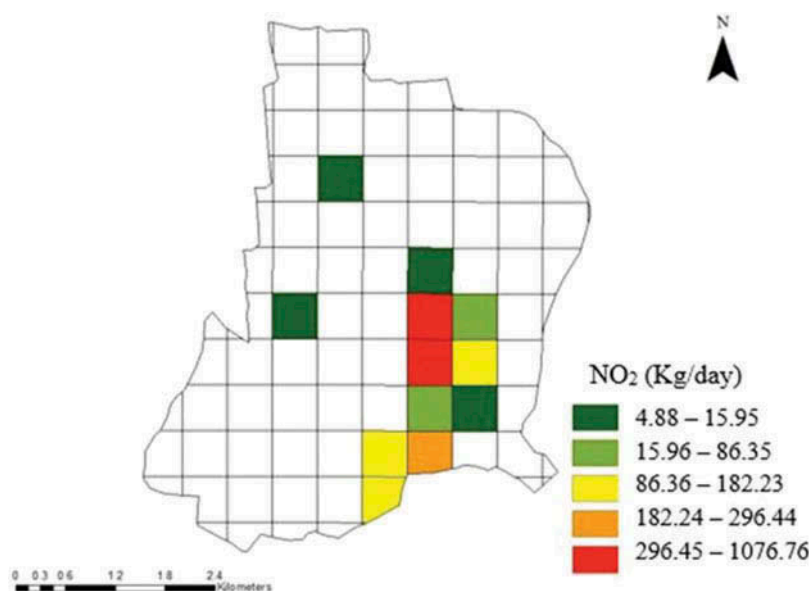 N
NO₂ (Kg/day)
4.88 – 15.95
15.96 – 86.35
86.36 – 182.23
182.24 – 296.44
296.45 – 1076.76
0 0.3 0.6 1.2 1.8 2.4
Kilometers